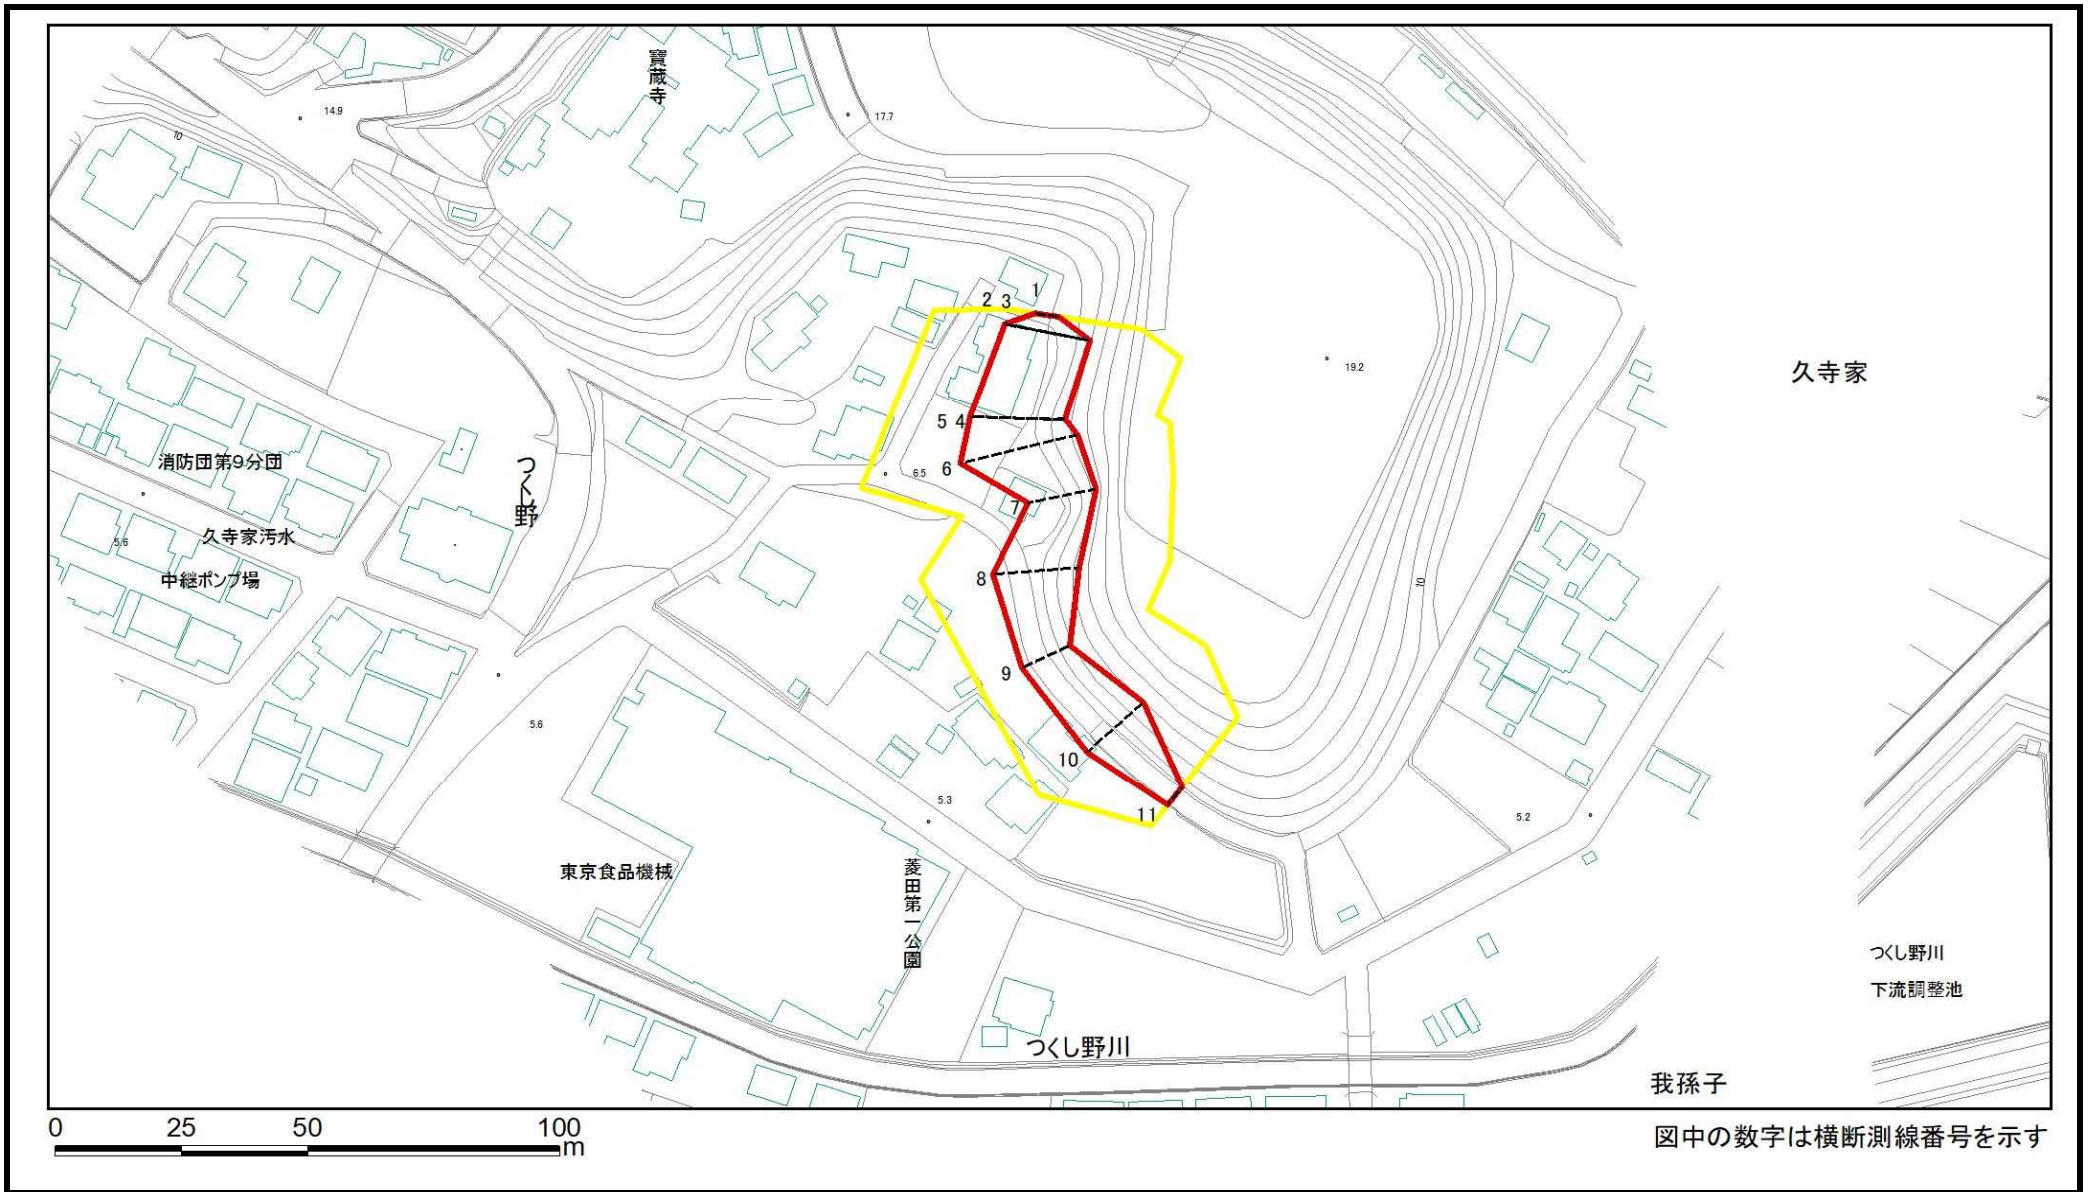 寶蔵寺
14.9
17.7
10
1
2 3
19.2
久寺家
5 4
消防団第9分団
6
6.5
つくし野
7
久寺家汚水
5.6
中継ポンプ場
8
10
9
5.6
10
5.3
11
5.2
東京食品機械
菱田第一公園
つくし野川
下流調整池
つくし野川
我孫子
0 25 50 100
m
図中の数字は横断測線番号を示す